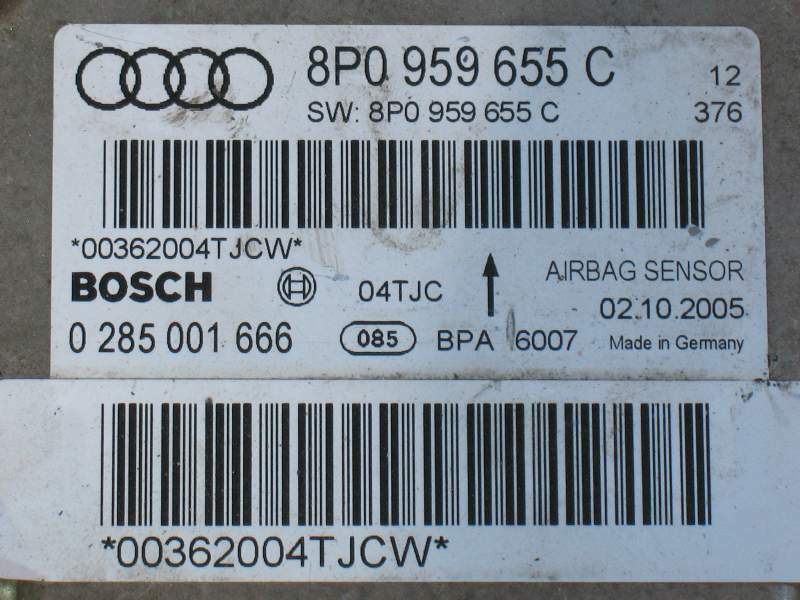 8P0 959 655 C 12
SW: 8P0 959 655 C 376
*00362004TJCW*
BOSCH 04TJC AIRBAG SENSOR
02.10.2005
0 285 001 666 085 BPA 6007 Made in Germany
*00362004TJCW*